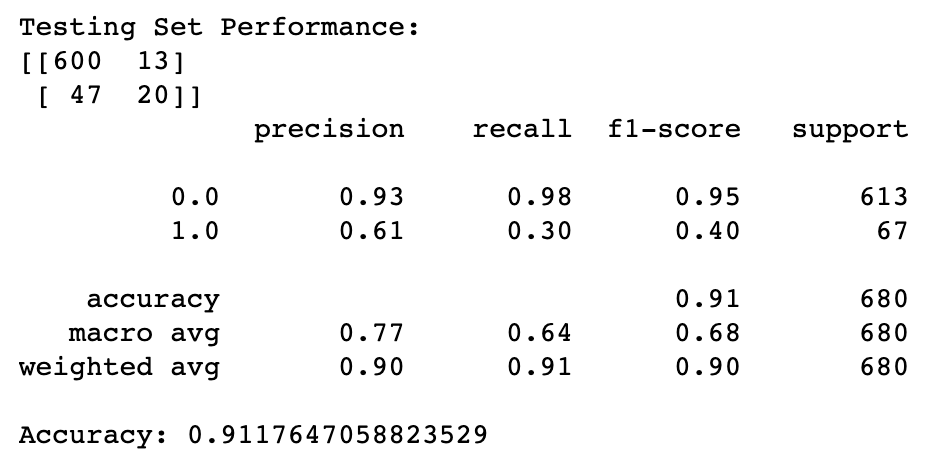 Testing Set Performance:
[[600  13]
 [ 47  20]]
              precision    recall  f1-score   support

         0.0       0.93      0.98      0.95       613
         1.0       0.61      0.30      0.40        67

    accuracy                           0.91       680
   macro avg       0.77      0.64      0.68       680
weighted avg       0.90      0.91      0.90       680

Accuracy: 0.9117647058823529